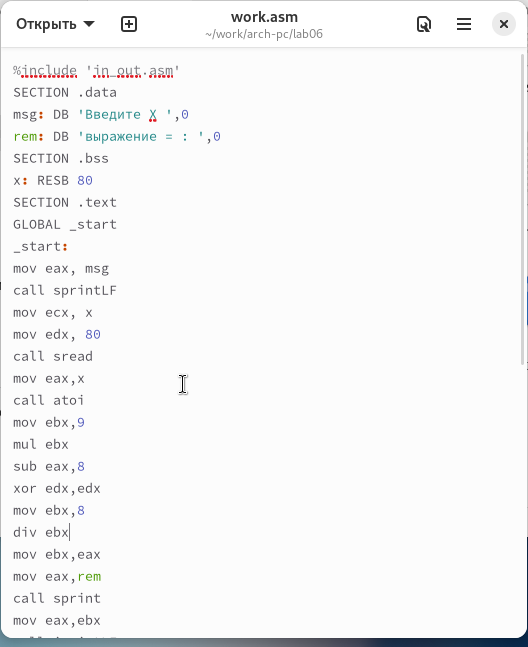 Открыть
work.asm
~/work/arch-pc/lab06
%include 'in_out.asm'
SECTION .data
msg: DB 'Введите X ',0
rem: DB 'выражение = : ',0
SECTION .bss
x: RESB 80
SECTION .text
GLOBAL _start
_start:
mov eax, msg
call sprintLF
mov ecx, x
mov edx, 80
call sread
mov eax,x
call atoi
mov ebx,9
mul ebx
sub eax,8
xor edx,edx
mov ebx,8
div ebx
mov ebx,eax
mov eax,rem
call sprint
mov eax,ebx